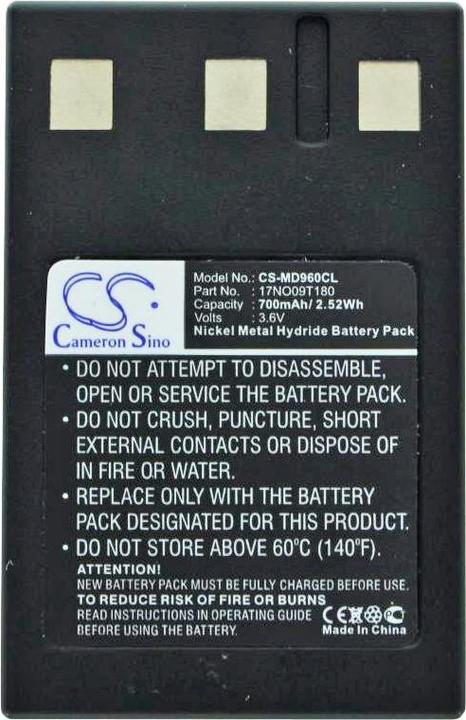 CS
Cameron Sino
Model No.: CS-MD960CL
Part No. : 17NO09T180
Capacity : 700mAh/ 2.52Wh
Volts : 3.6V
Nickel Metal Hydride Battery Pack
• DO NOT ATTEMPT TO DISASSEMBLE,
OPEN OR SERVICE THE BATTERY PACK.
• DO NOT CRUSH, PUNCTURE, SHORT
EXTERNAL CONTACTS OR DISPOSE OF
IN FIRE OR WATER.
• REPLACE ONLY WITH THE BATTERY
PACK DESIGNATED FOR THIS PRODUCT.
• DO NOT STORE ABOVE 60ºC (140ºF).
ATTENTION!
NEW BATTERY PACK MUST BE FULLY CHARGED BEFORE USE.
TO REDUCE RISK OF FIRE OR BURNS
READ INSTRUCTIONS IN OPERATING GUIDE
BEFORE USING THE BATTERY.
CE
Made In China